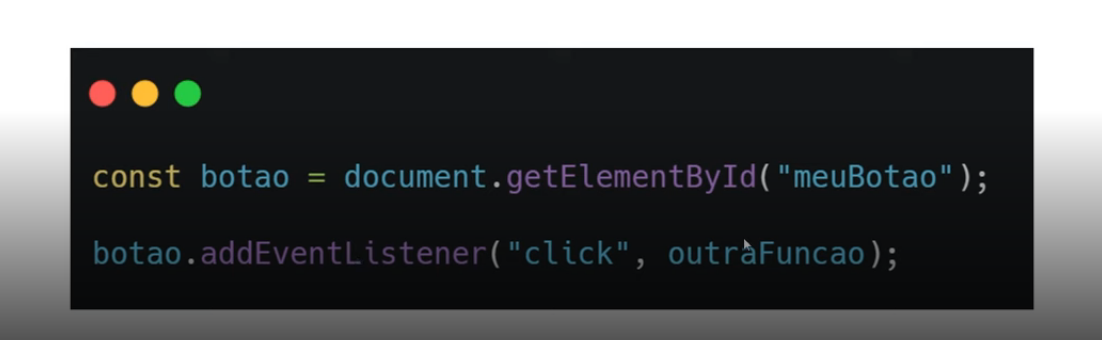 const botao = document.getElementById("meuBotao");
botao.addEventListener("click", outraFuncao);